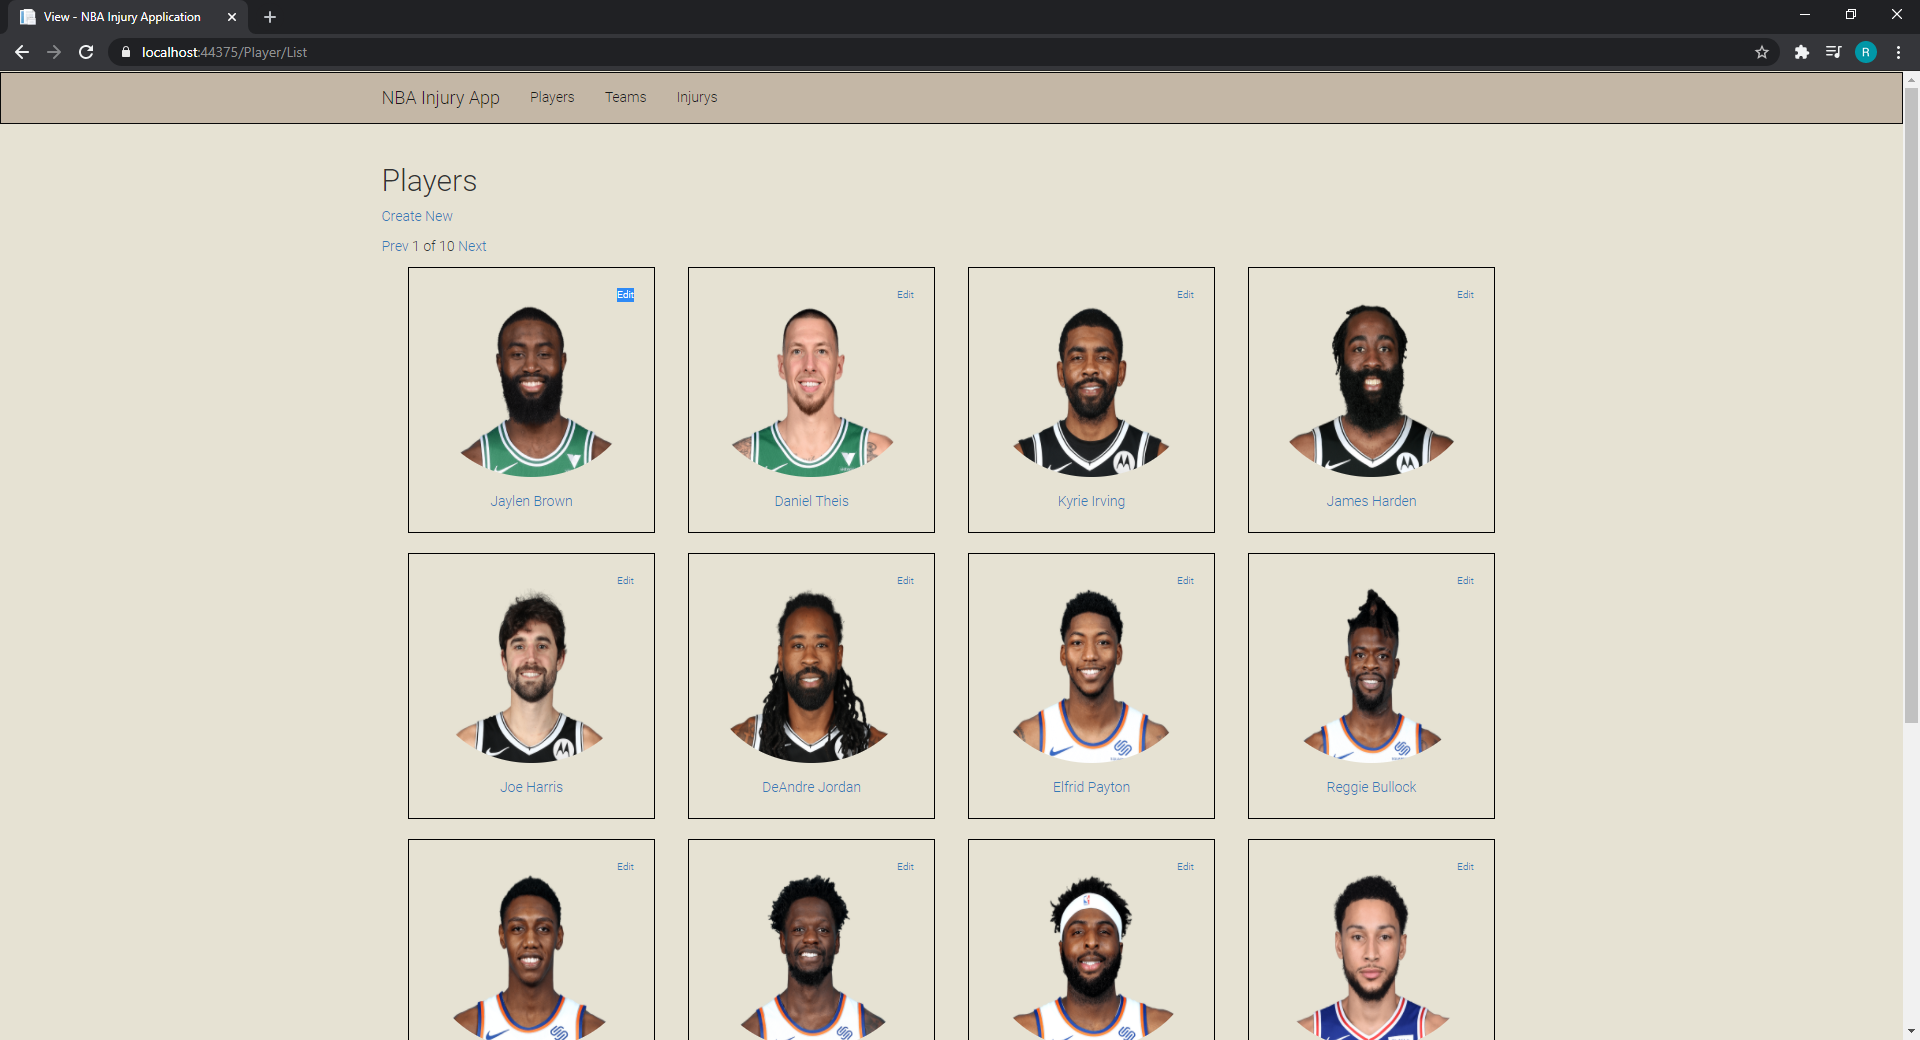 View - NBA Injury Application
localhost:44375/Player/List
R
NBA Injury App Players Teams Injurys
Players
Create New
Prev 1 of 10 Next
Edit Edit Edit Edit
Jaylen Brown Daniel Theis Kyrie Irving James Harden
Edit Edit Edit Edit
Joe Harris DeAndre Jordan Elfrid Payton Reggie Bullock
Edit Edit Edit Edit